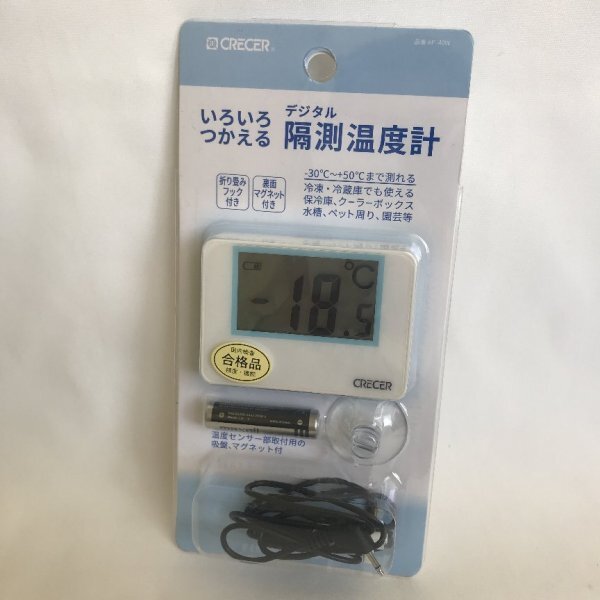 CRECER
品番 AP-40W
いろいろ
つかえる
デジタル
隔測温度計
折り畳み
フック
付き
裏面
マグネット
付き
-30℃～+50℃まで測れる
冷凍・冷蔵庫でも使える
保冷庫、クーラーボックス
水槽、ペット周り、園芸等
℃
-18.5
合格品
CRECER
温度センサー部取付用の
吸盤、マグネット付